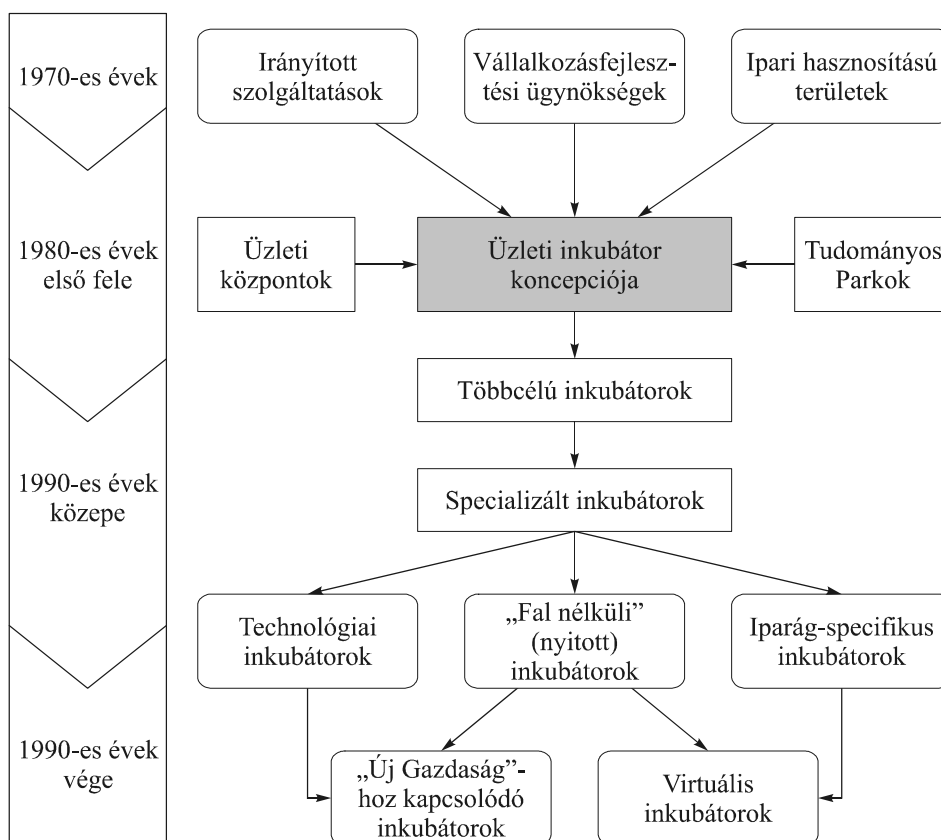 1970-es évek
Irányított
szolgáltatások
Vállalkozásfejlesz-
tési ügynökségek
Ipari hasznosítású
területek
1980-es évek
első fele
Üzleti
központok
Üzleti inkubátor
koncepciója
Tudományos
Parkok
Többcélú inkubátorok
1990-es évek
közepe
Specializált inkubátorok
Technológiai
inkubátorok
„Fal nélküli”
(nyitott)
inkubátorok
Iparág-specifikus
inkubátorok
1990-es évek
vége
„Új Gazdaság”-
hoz kapcsolódó
inkubátorok
Virtuális
inkubátorok